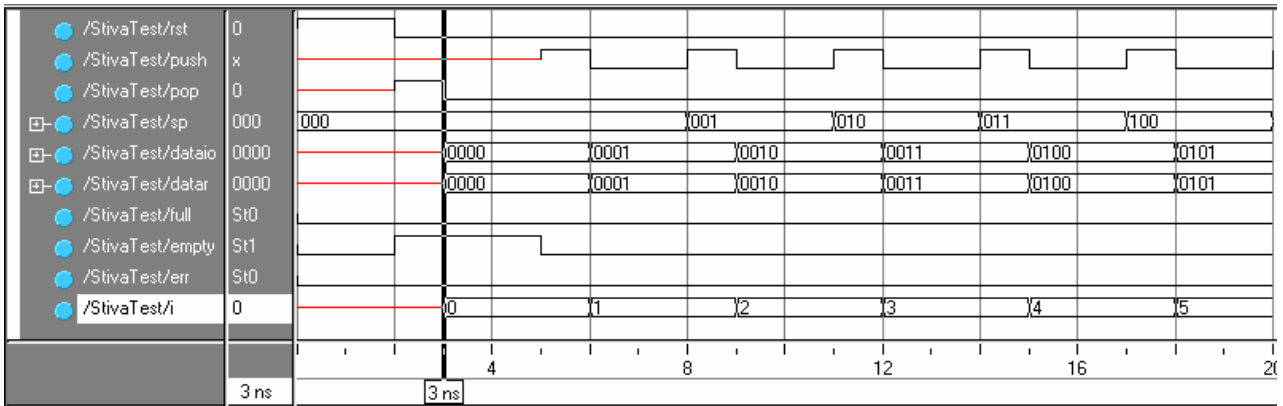 /StivaTest/rst 0
/StivaTest/push x
/StivaTest/pop 0
/StivaTest/sp 000 000 001 010 011 100
/StivaTest/dataio 0000 0000 0001 0010 0011 0100 0101
/StivaTest/datar 0000 0000 0001 0010 0011 0100 0101
/StivaTest/full St0
/StivaTest/empty St1
/StivaTest/err St0
/StivaTest/i 0 0 1 2 3 4 5
4 8 12 16
3 ns 3 ns